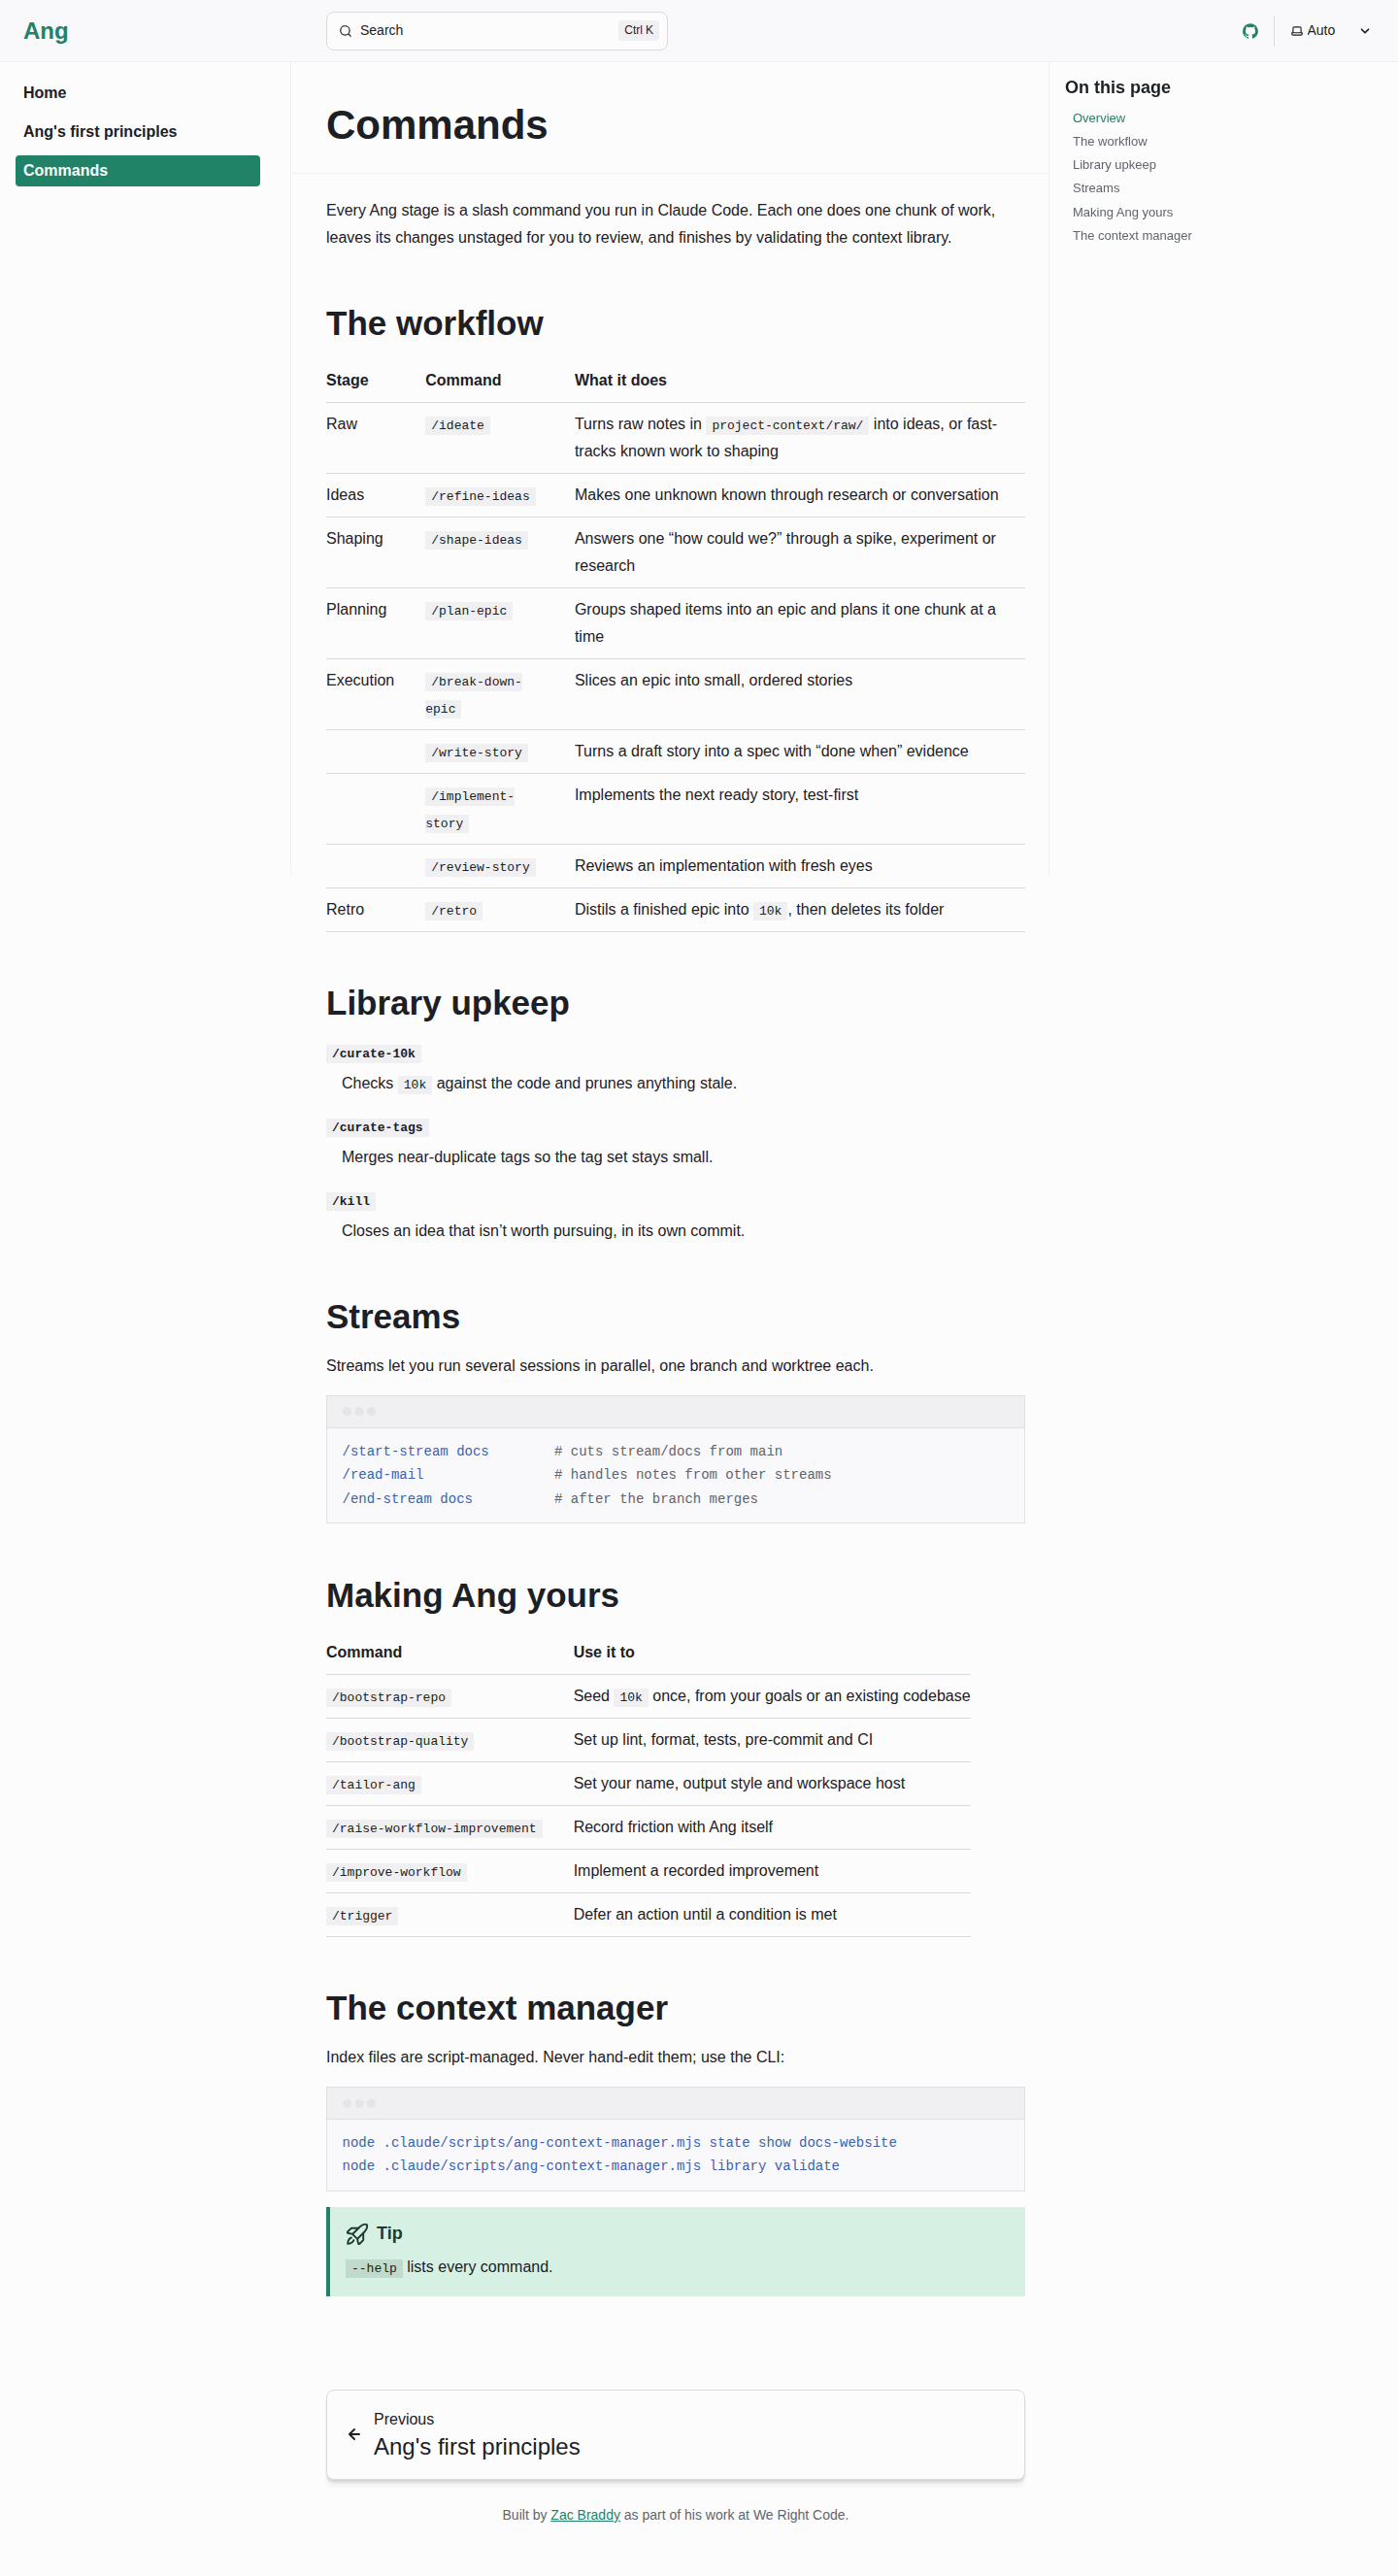 Ang
Search
Ctrl K
Auto
Home
Ang's first principles
Commands
On this page
Overview
The workflow
Library upkeep
Streams
Making Ang yours
The context manager
Commands
Every Ang stage is a slash command you run in Claude Code. Each one does one chunk of work,
leaves its changes unstaged for you to review, and finishes by validating the context library.
The workflow
Stage Command What it does
Raw /ideate Turns raw notes in project-context/raw/ into ideas, or fast-
tracks known work to shaping
Ideas /refine-ideas Makes one unknown known through research or conversation
Shaping /shape-ideas Answers one “how could we?” through a spike, experiment or
research
Planning /plan-epic Groups shaped items into an epic and plans it one chunk at a
time
Execution /break-down- Slices an epic into small, ordered stories
epic
/write-story Turns a draft story into a spec with “done when” evidence
/implement- Implements the next ready story, test-first
story
/review-story Reviews an implementation with fresh eyes
Retro /retro Distils a finished epic into 10k, then deletes its folder
Library upkeep
/curate-10k
Checks 10k against the code and prunes anything stale.
/curate-tags
Merges near-duplicate tags so the tag set stays small.
/kill
Closes an idea that isn’t worth pursuing, in its own commit.
Streams
Streams let you run several sessions in parallel, one branch and worktree each.
/start-stream docs # cuts stream/docs from main
/read-mail # handles notes from other streams
/end-stream docs # after the branch merges
Making Ang yours
Command Use it to
/bootstrap-repo Seed 10k once, from your goals or an existing codebase
/bootstrap-quality Set up lint, format, tests, pre-commit and CI
/tailor-ang Set your name, output style and workspace host
/raise-workflow-improvement Record friction with Ang itself
/improve-workflow Implement a recorded improvement
/trigger Defer an action until a condition is met
The context manager
Index files are script-managed. Never hand-edit them; use the CLI:
node .claude/scripts/ang-context-manager.mjs state show docs-website
node .claude/scripts/ang-context-manager.mjs library validate
Tip
--help lists every command.
Previous
Ang's first principles
Built by Zac Braddy as part of his work at We Right Code.